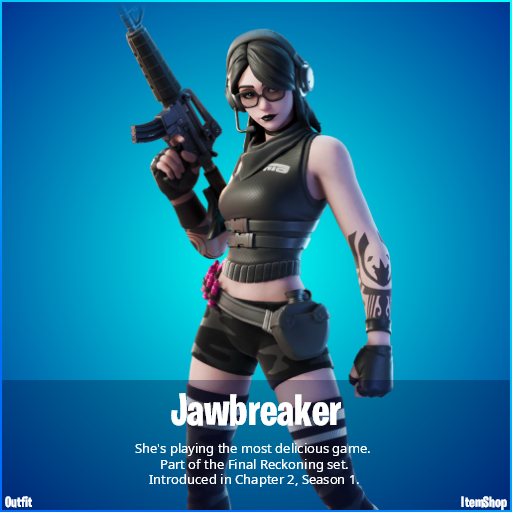 Jawbreaker
She's playing the most delicious game.
Part of the Final Reckoning set.
Introduced in Chapter 2, Season 1.
Outfit
ItemShop